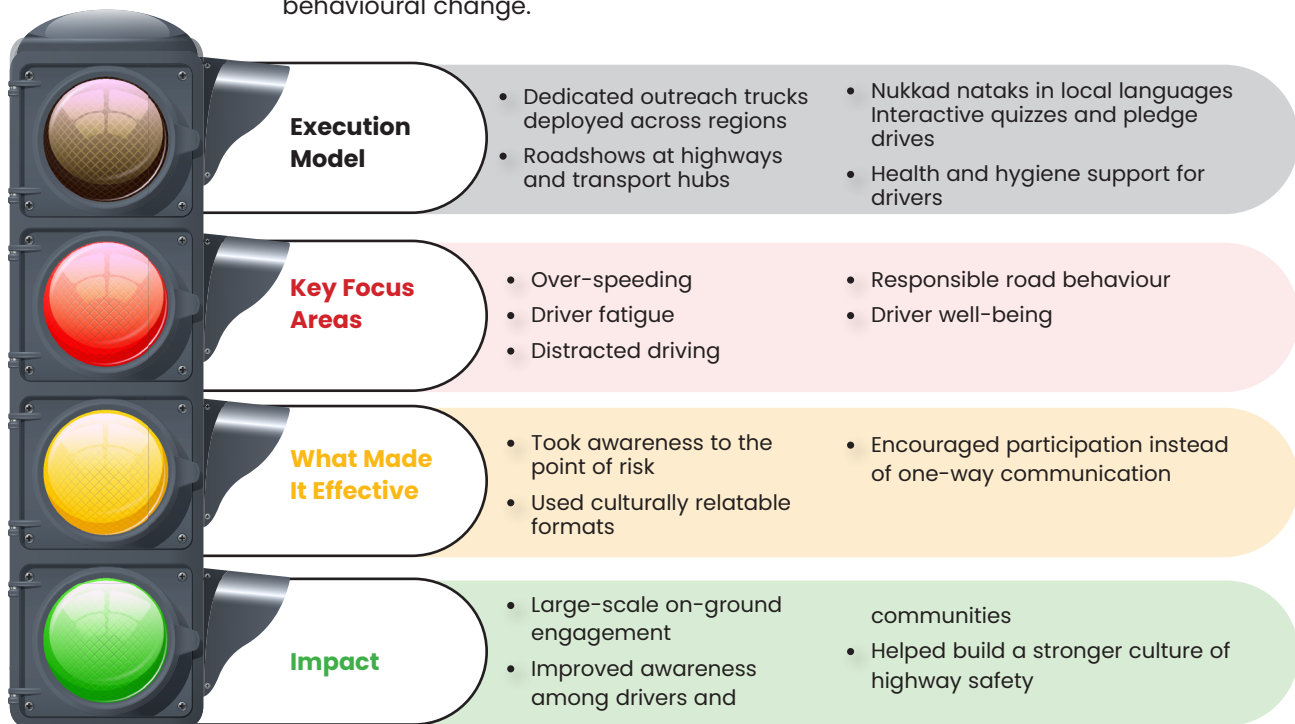 behavioural change.
Execution
Model
• Dedicated outreach trucks
deployed across regions
• Roadshows at highways
and transport hubs
• Nukkad nataks in local languages
Interactive quizzes and pledge
drives
• Health and hygiene support for
drivers
Key Focus
Areas
• Over-speeding
• Driver fatigue
• Distracted driving
• Responsible road behaviour
• Driver well-being
What Made
It Effective
• Took awareness to the
point of risk
• Used culturally relatable
formats
• Encouraged participation instead
of one-way communication
Impact
• Large-scale on-ground
engagement
• Improved awareness
among drivers and
communities
• Helped build a stronger culture of
highway safety